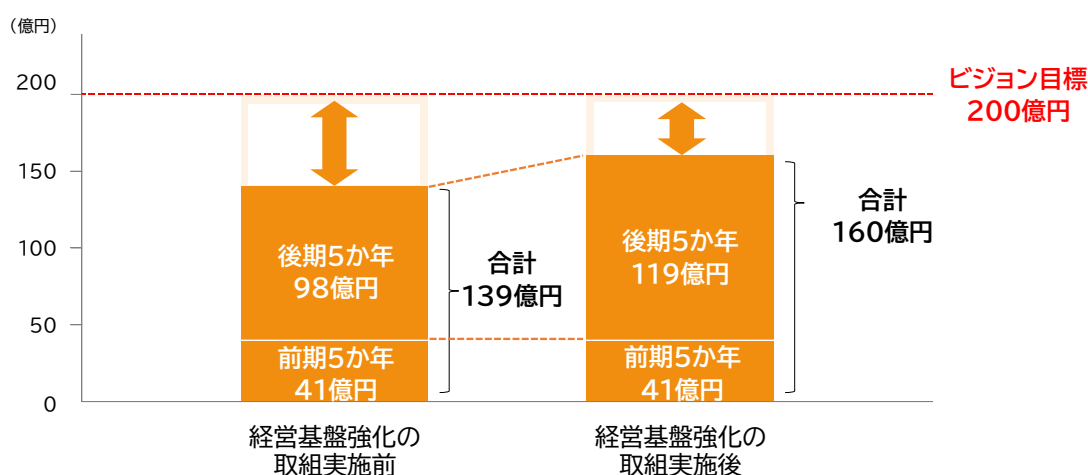 （億円）
200
150
100
50
0
ビジョン目標
200億円
後期5か年
98億円
前期5か年
41億円
合計
139億円
後期5か年
119億円
前期5か年
41億円
合計
160億円
経営基盤強化の
取組実施前
経営基盤強化の
取組実施後